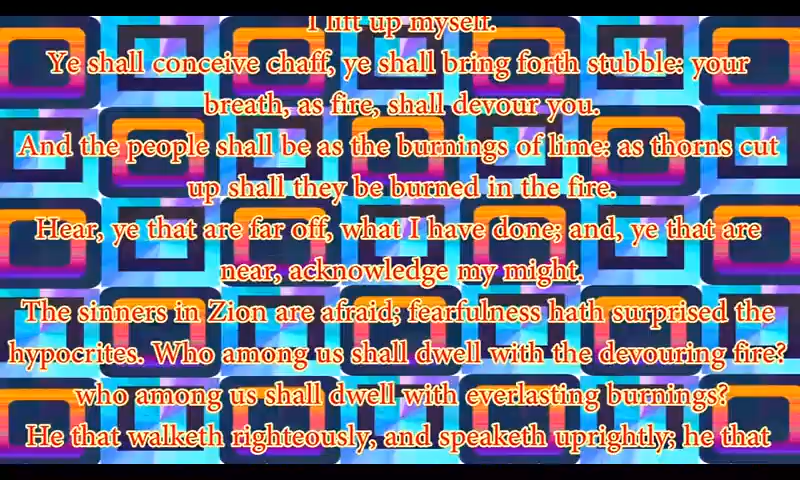 I lift up myself.
Ye shall conceive chaff, ye shall bring forth stubble: your
breath, as fire, shall devour you.
And the people shall be as the burnings of lime: as thorns cut
up shall they be burned in the fire.
Hear, ye that are far off, what I have done; and, ye that are
near, acknowledge my might.
The sinners in Zion are afraid; fearfulness hath surprised the
hypocrites. Who among us shall dwell with the devouring fire?
who among us shall dwell with everlasting burnings?
He that walketh righteously, and speaketh uprightly; he that